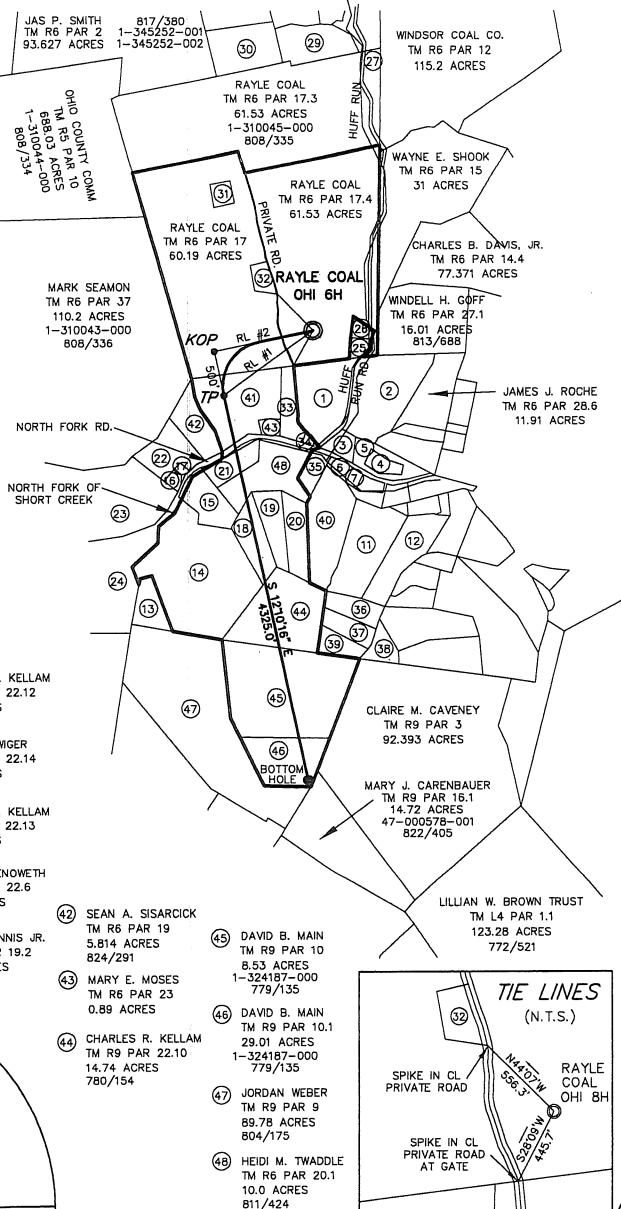 JAS P. SMITH 817/380
TM R6 PAR 2 1-345252-001
93.627 ACRES 1-345252-002
30
29
27
WINDSOR COAL CO.
TM R6 PAR 12
115.2 ACRES
OHIO COUNTY COMM
TM R5 PAR 10
688.03 ACRES
1-310044-000
808/334
RAYLE COAL
TM R6 PAR 17.3
61.53 ACRES
1-310045-000
808/335
HUFF RUN
WAYNE E. SHOOK
TM R6 PAR 15
31 ACRES
31
RAYLE COAL
TM R6 PAR 17.4
61.53 ACRES
RAYLE COAL
TM R6 PAR 17
60.19 ACRES
PRIVATE RD.
32
CHARLES B. DAVIS, JR.
TM R6 PAR 14.4
77.371 ACRES
RAYLE COAL
OHI 6H
MARK SEAMON
TM R6 PAR 37
110.2 ACRES
1-310043-000
808/336
WINDELL H. GOFF
TM R6 PAR 27.1
16.01 ACRES
813/688
26
25
KOP
RL #2
RL #1
500'
TP
HUFF RUN RD.
JAMES J. ROCHE
TM R6 PAR 28.6
11.91 ACRES
41
33
1
2
NORTH FORK RD.
42
43
34
3
5
4
22
17
16
21
48
35
6
7
NORTH FORK OF
SHORT CREEK
23
15
18
19
20
40
11
12
14
24
13
44
36
37
39
38
S 12°10'16" E
4325.0'
KELLAM
22.12
S
47
45
46
BOTTOM
HOLE
CLAIRE M. CAVENEY
TM R9 PAR 3
92.393 ACRES
WIGER
22.14
S
MARY J. CARENBAUER
TM R9 PAR 16.1
14.72 ACRES
47-000578-001
822/405
KELLAM
22.13
S
ENOWETH
22.6
S
LILLIAN W. BROWN TRUST
TM L4 PAR 1.1
123.28 ACRES
772/521
NNIS JR.
19.2
ES
42 SEAN A. SISARCICK
TM R6 PAR 19
5.814 ACRES
824/291
43 MARY E. MOSES
TM R6 PAR 23
0.89 ACRES
44 CHARLES R. KELLAM
TM R9 PAR 22.10
14.74 ACRES
780/154
45 DAVID B. MAIN
TM R9 PAR 10
8.53 ACRES
1-324187-000
779/135
46 DAVID B. MAIN
TM R9 PAR 10.1
29.01 ACRES
1-324187-000
779/135
47 JORDAN WEBER
TM R9 PAR 9
89.78 ACRES
804/175
48 HEIDI M. TWADDLE
TM R6 PAR 20.1
10.0 ACRES
811/424
TIE LINES
(N.T.S.)
32
SPIKE IN CL
PRIVATE ROAD
N44°07'W
556.3'
RAYLE
COAL
OHI 8H
S28°09'W
445.7'
SPIKE IN CL
PRIVATE ROAD
AT GATE